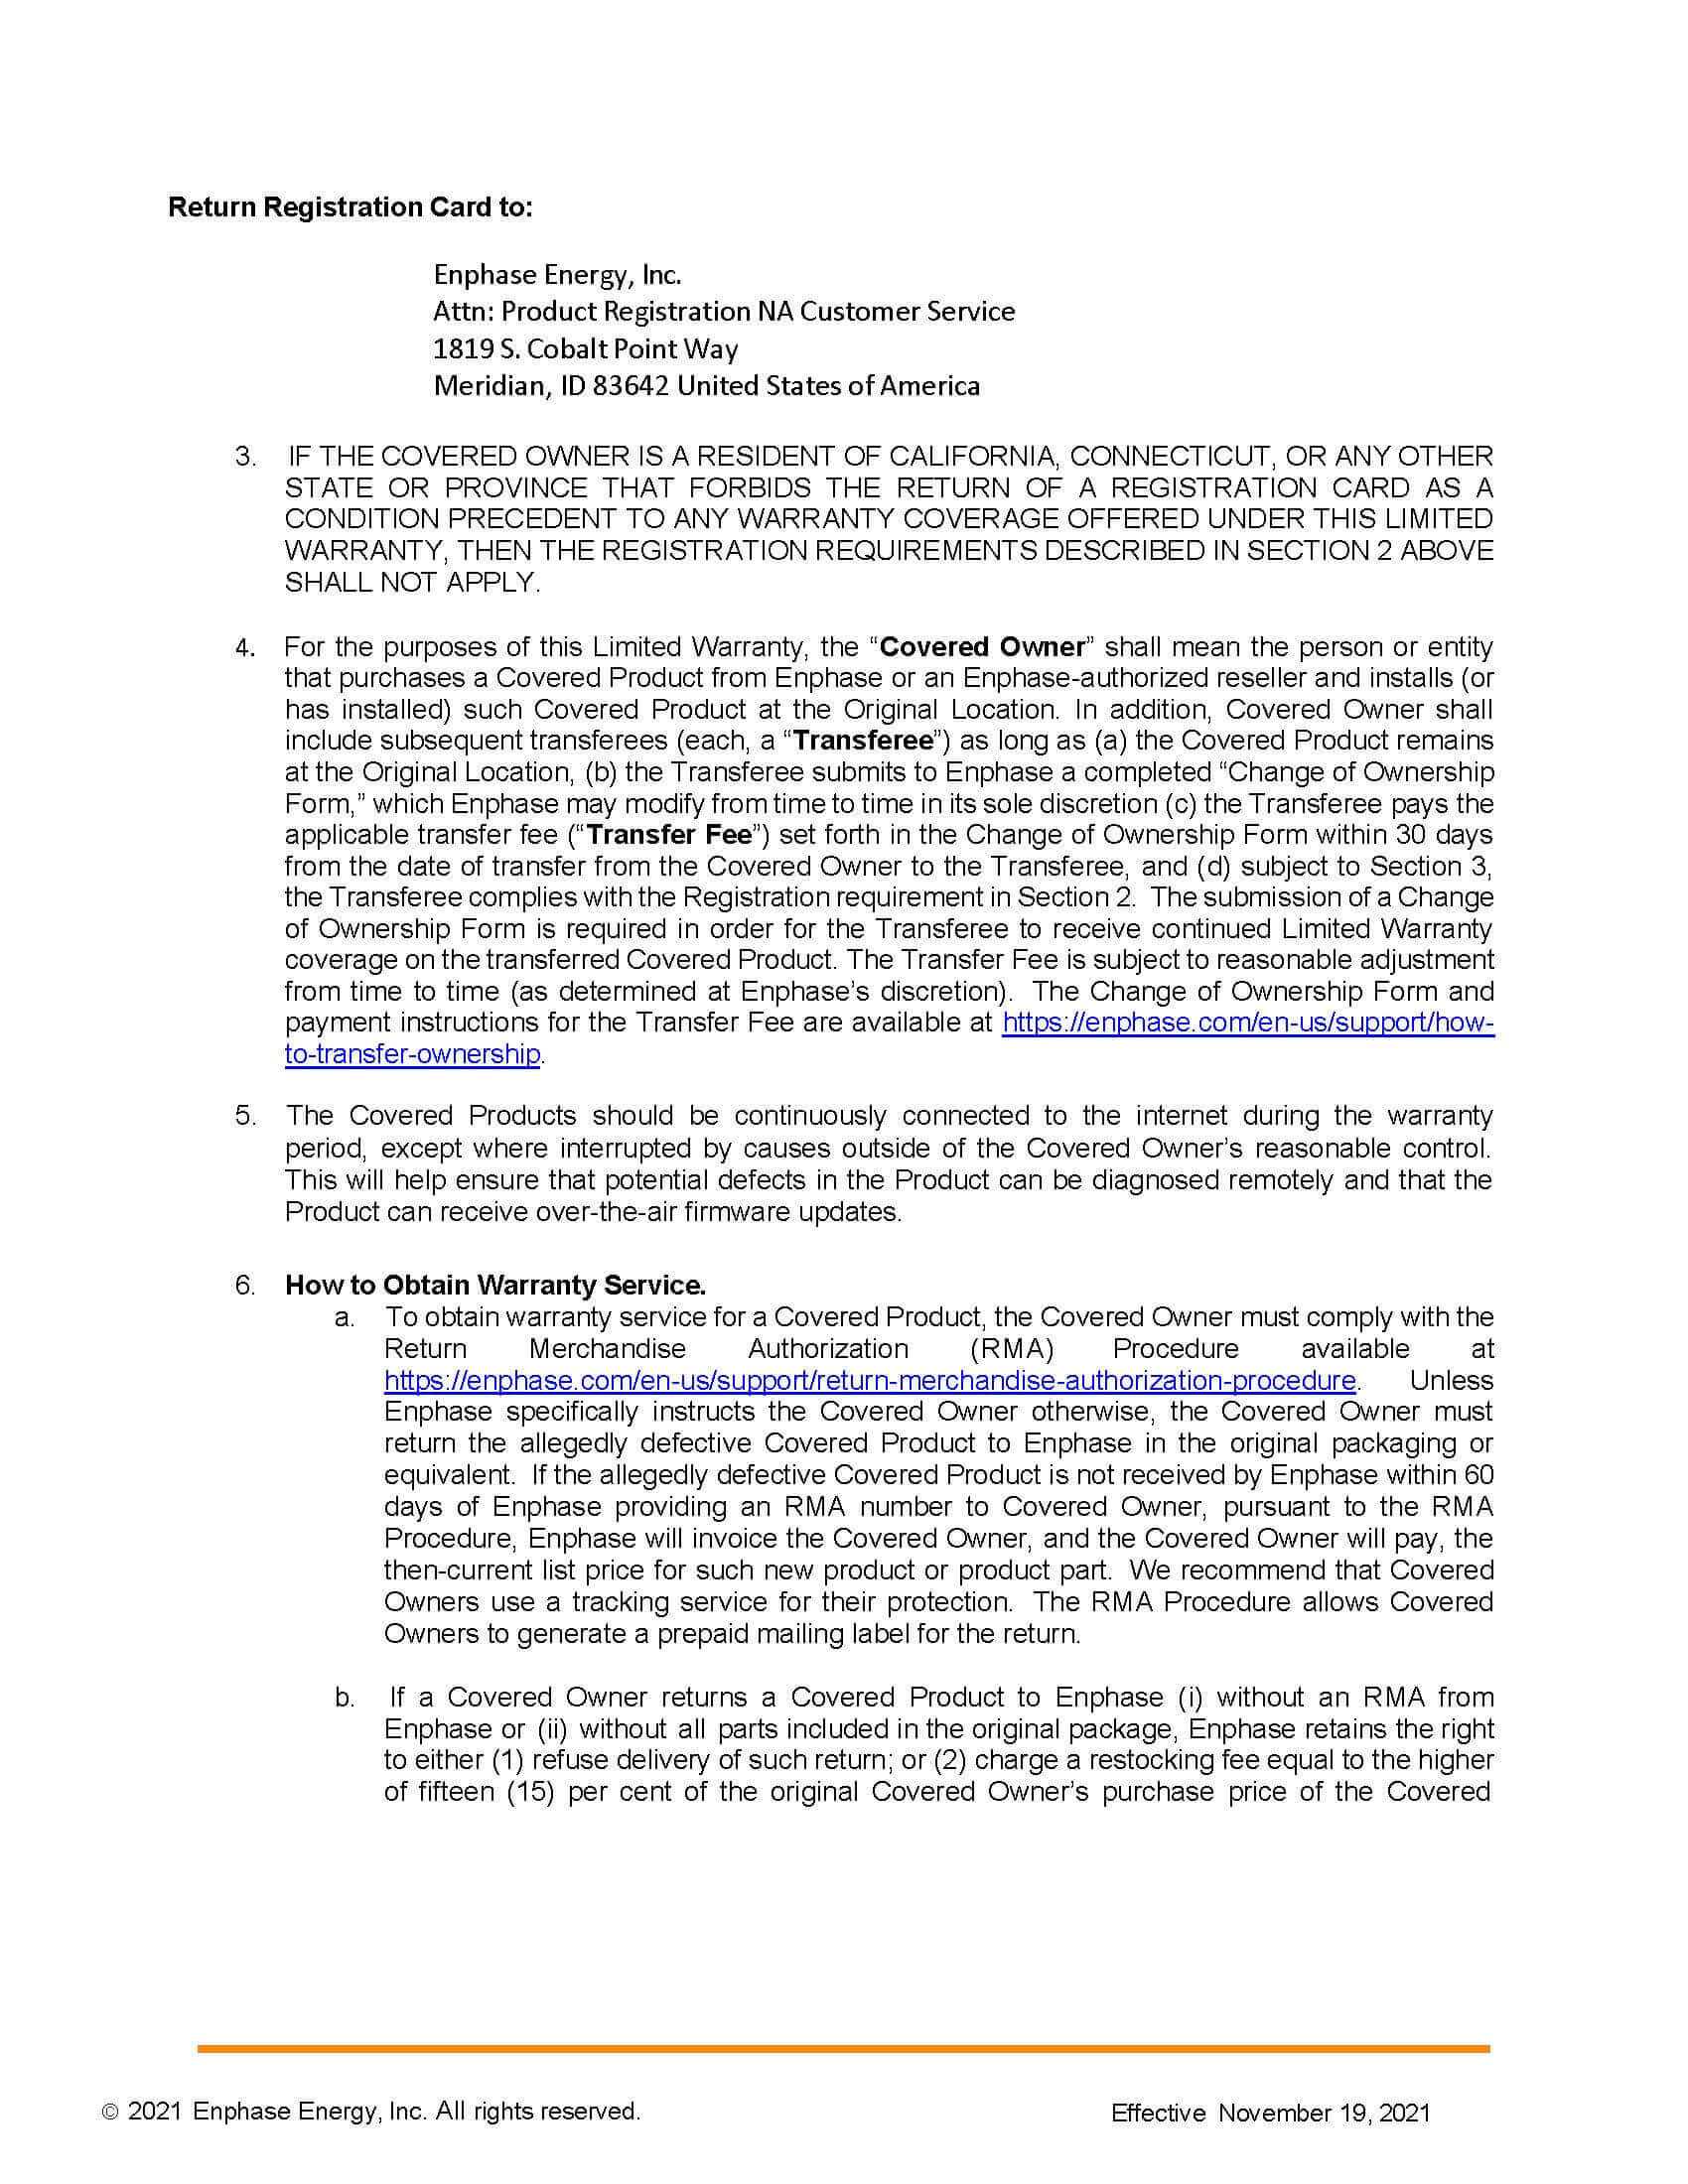 Return Registration Card to:
Enphase Energy, Inc.
Attn: Product Registration NA Customer Service
1819 S. Cobalt Point Way
Meridian, ID 83642 United States of America
3. IF THE COVERED OWNER IS A RESIDENT OF CALIFORNIA, CONNECTICUT, OR ANY OTHER
STATE OR PROVINCE THAT FORBIDS THE RETURN OF A REGISTRATION CARD AS A
CONDITION PRECEDENT TO ANY WARRANTY COVERAGE OFFERED UNDER THIS LIMITED
WARRANTY, THEN THE REGISTRATION REQUIREMENTS DESCRIBED IN SECTION 2 ABOVE
SHALL NOT APPLY.
4. For the purposes of this Limited Warranty, the “Covered Owner” shall mean the person or entity
that purchases a Covered Product from Enphase or an Enphase-authorized reseller and installs (or
has installed) such Covered Product at the Original Location. In addition, Covered Owner shall
include subsequent transferees (each, a “Transferee”) as long as (a) the Covered Product remains
at the Original Location, (b) the Transferee submits to Enphase a completed “Change of Ownership
Form,” which Enphase may modify from time to time in its sole discretion (c) the Transferee pays the
applicable transfer fee (“Transfer Fee”) set forth in the Change of Ownership Form within 30 days
from the date of transfer from the Covered Owner to the Transferee, and (d) subject to Section 3,
the Transferee complies with the Registration requirement in Section 2. The submission of a Change
of Ownership Form is required in order for the Transferee to receive continued Limited Warranty
coverage on the transferred Covered Product. The Transfer Fee is subject to reasonable adjustment
from time to time (as determined at Enphase’s discretion). The Change of Ownership Form and
payment instructions for the Transfer Fee are available at https://enphase.com/en-us/support/how-
to-transfer-ownership.
5. The Covered Products should be continuously connected to the internet during the warranty
period, except where interrupted by causes outside of the Covered Owner’s reasonable control.
This will help ensure that potential defects in the Product can be diagnosed remotely and that the
Product can receive over-the-air firmware updates.
6. How to Obtain Warranty Service.
a. To obtain warranty service for a Covered Product, the Covered Owner must comply with the
Return Merchandise Authorization (RMA) Procedure available at
https://enphase.com/en-us/support/return-merchandise-authorization-procedure. Unless
Enphase specifically instructs the Covered Owner otherwise, the Covered Owner must
return the allegedly defective Covered Product to Enphase in the original packaging or
equivalent. If the allegedly defective Covered Product is not received by Enphase within 60
days of Enphase providing an RMA number to Covered Owner, pursuant to the RMA
Procedure, Enphase will invoice the Covered Owner, and the Covered Owner will pay, the
then-current list price for such new product or product part. We recommend that Covered
Owners use a tracking service for their protection. The RMA Procedure allows Covered
Owners to generate a prepaid mailing label for the return.
b. If a Covered Owner returns a Covered Product to Enphase (i) without an RMA from
Enphase or (ii) without all parts included in the original package, Enphase retains the right
to either (1) refuse delivery of such return; or (2) charge a restocking fee equal to the higher
of fifteen (15) per cent of the original Covered Owner’s purchase price of the Covered
© 2021 Enphase Energy, Inc. All rights reserved.
Effective November 19, 2021